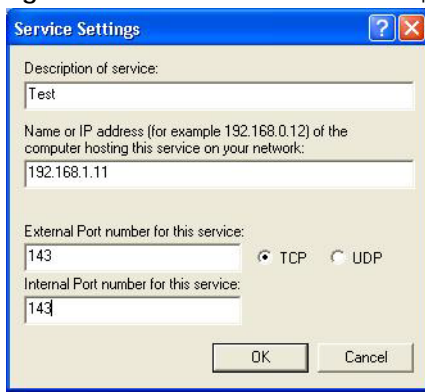 Service Settings
Description of service:
Test
Name or IP address (for example 192.168.0.12) of the
computer hosting this service on your network:
192.168.1.11
External Port number for this service:
143
TCP UDP
Internal Port number for this service:
143
OK Cancel